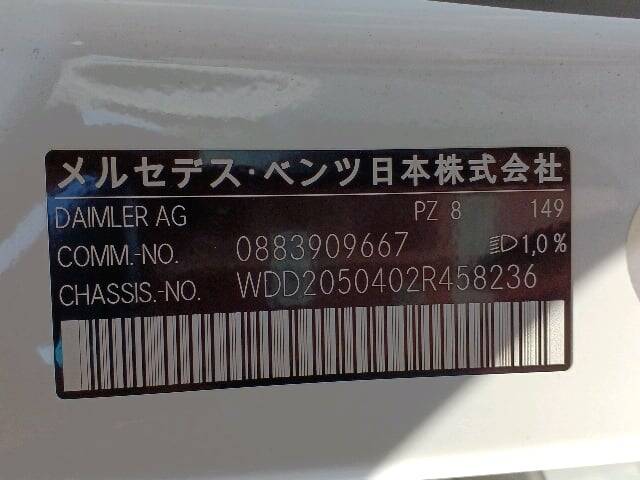 メルセデス・ベンツ日本株式会社
DAIMLER AG PZ 8 149
COMM.-NO. 0883909667 1,0%
CHASSIS.-NO. WDD2050402R458236